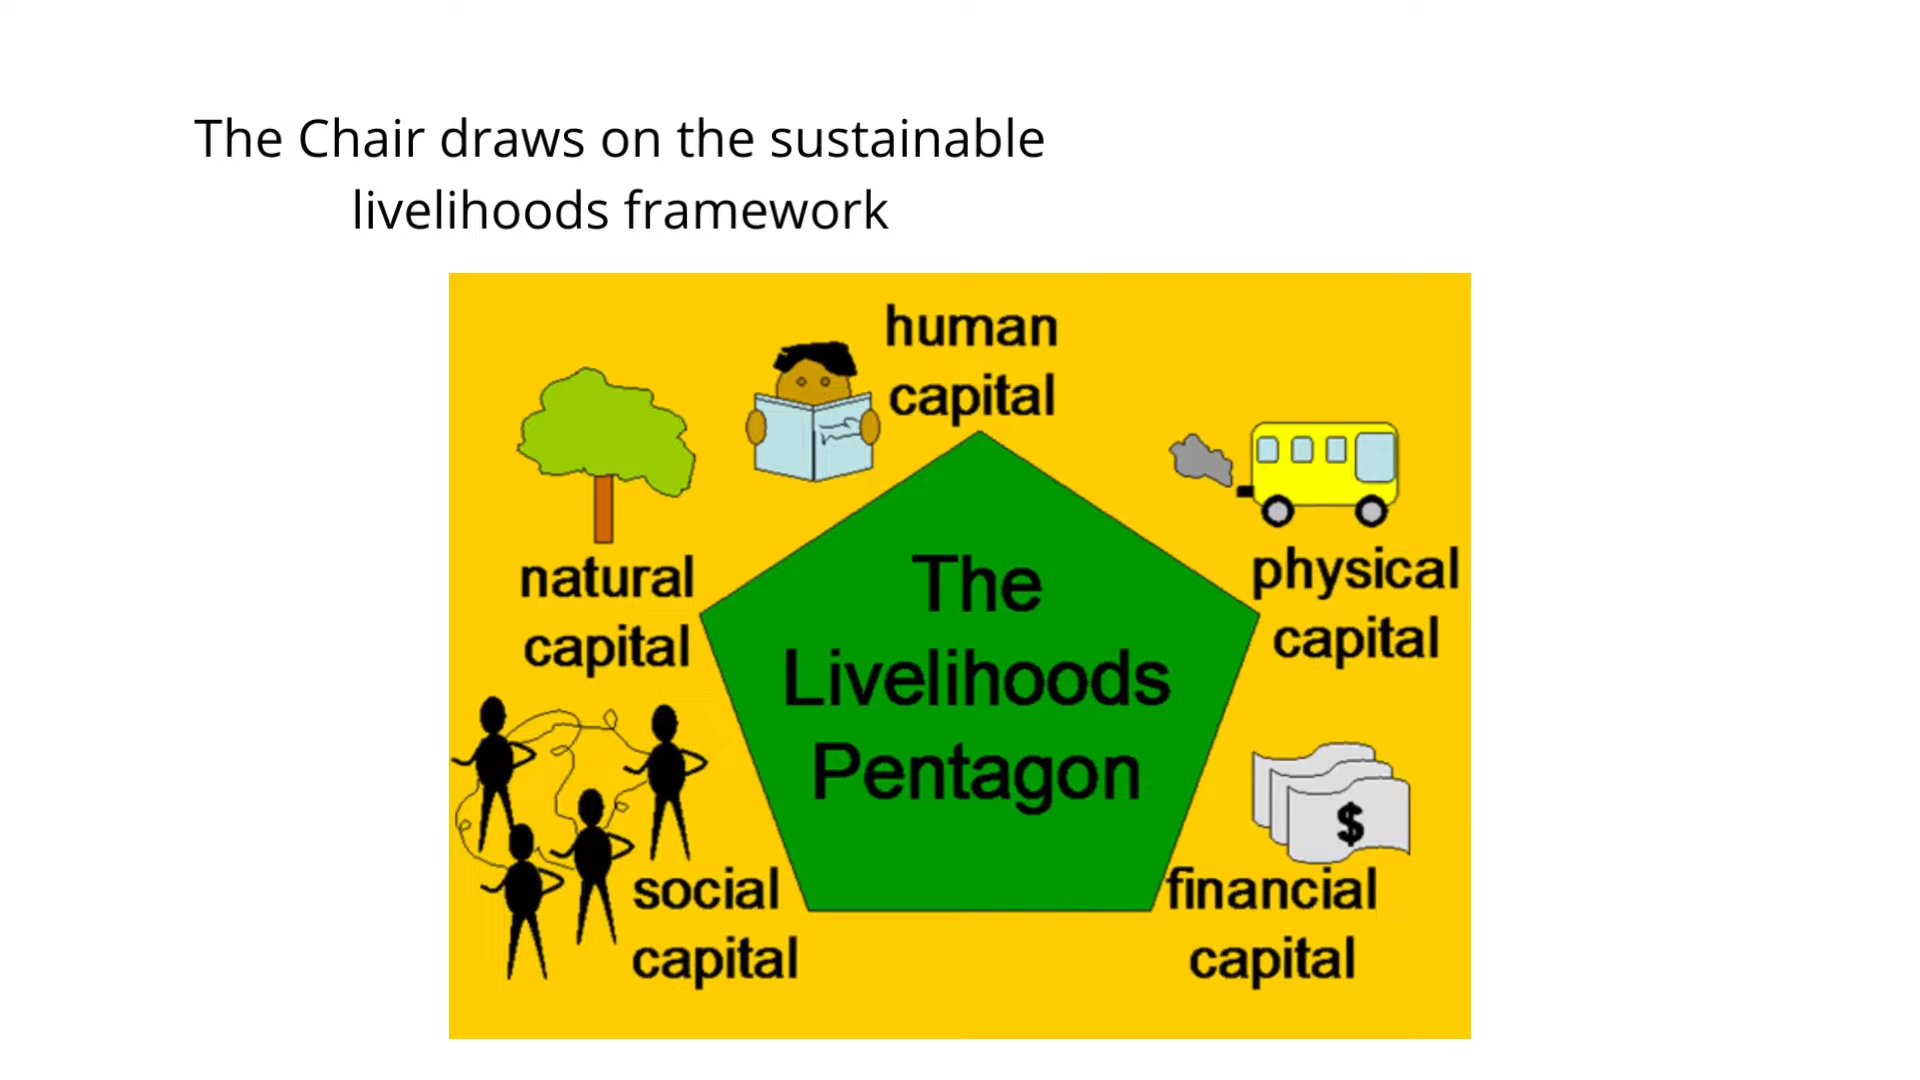 The Chair draws on the sustainable
livelihoods framework
human
capital
natural
capital
physical
capital
The
Livelihoods
Pentagon
$
social
capital
financial
capital